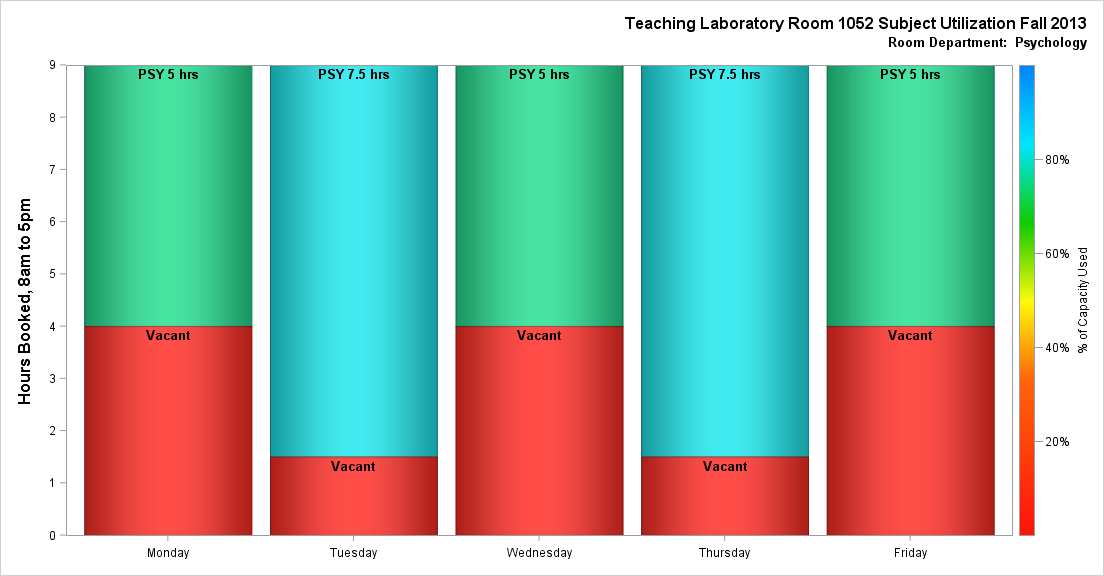 Teaching Laboratory Room 1052 Subject Utilization Fall 2013
Room Department: Psychology
Hours Booked, 8am to 5pm
9
8
7
6
5
4
3
2
1
0
PSY 5 hrs
PSY 7.5 hrs
PSY 5 hrs
PSY 7.5 hrs
PSY 5 hrs
Vacant
Vacant
Vacant
Vacant
Vacant
Monday
Tuesday
Wednesday
Thursday
Friday
80%
60%
40%
20%
% of Capacity Used